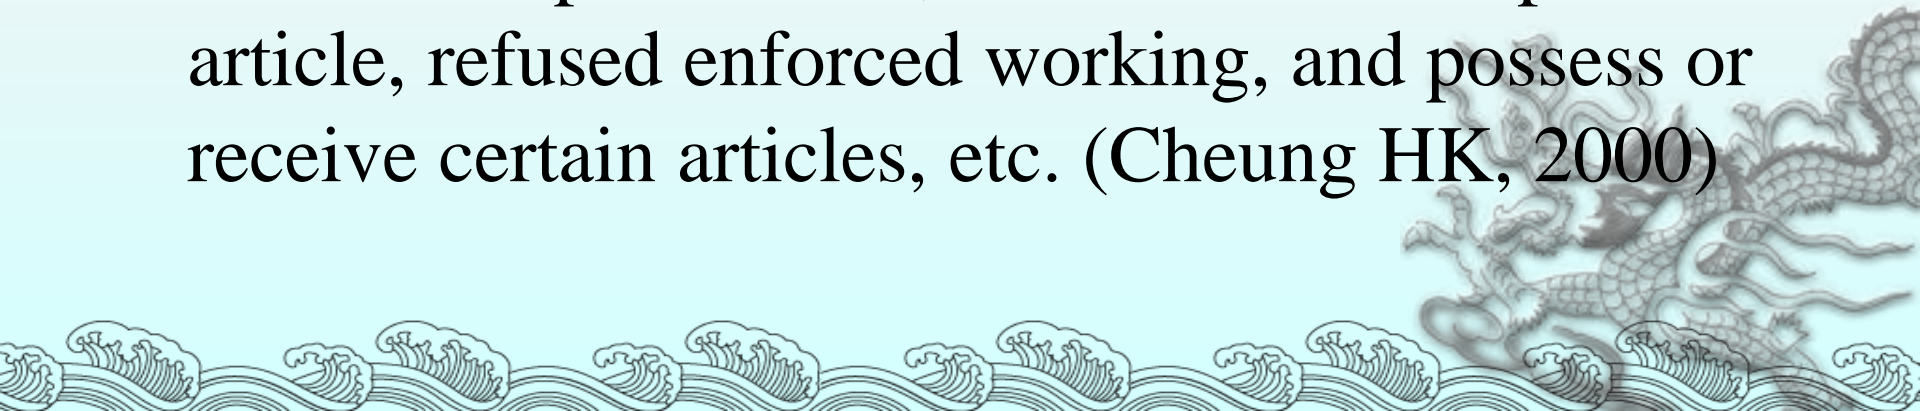 article, refused enforced working, and possess or
receive certain articles, etc. (Cheung HK, 2000)